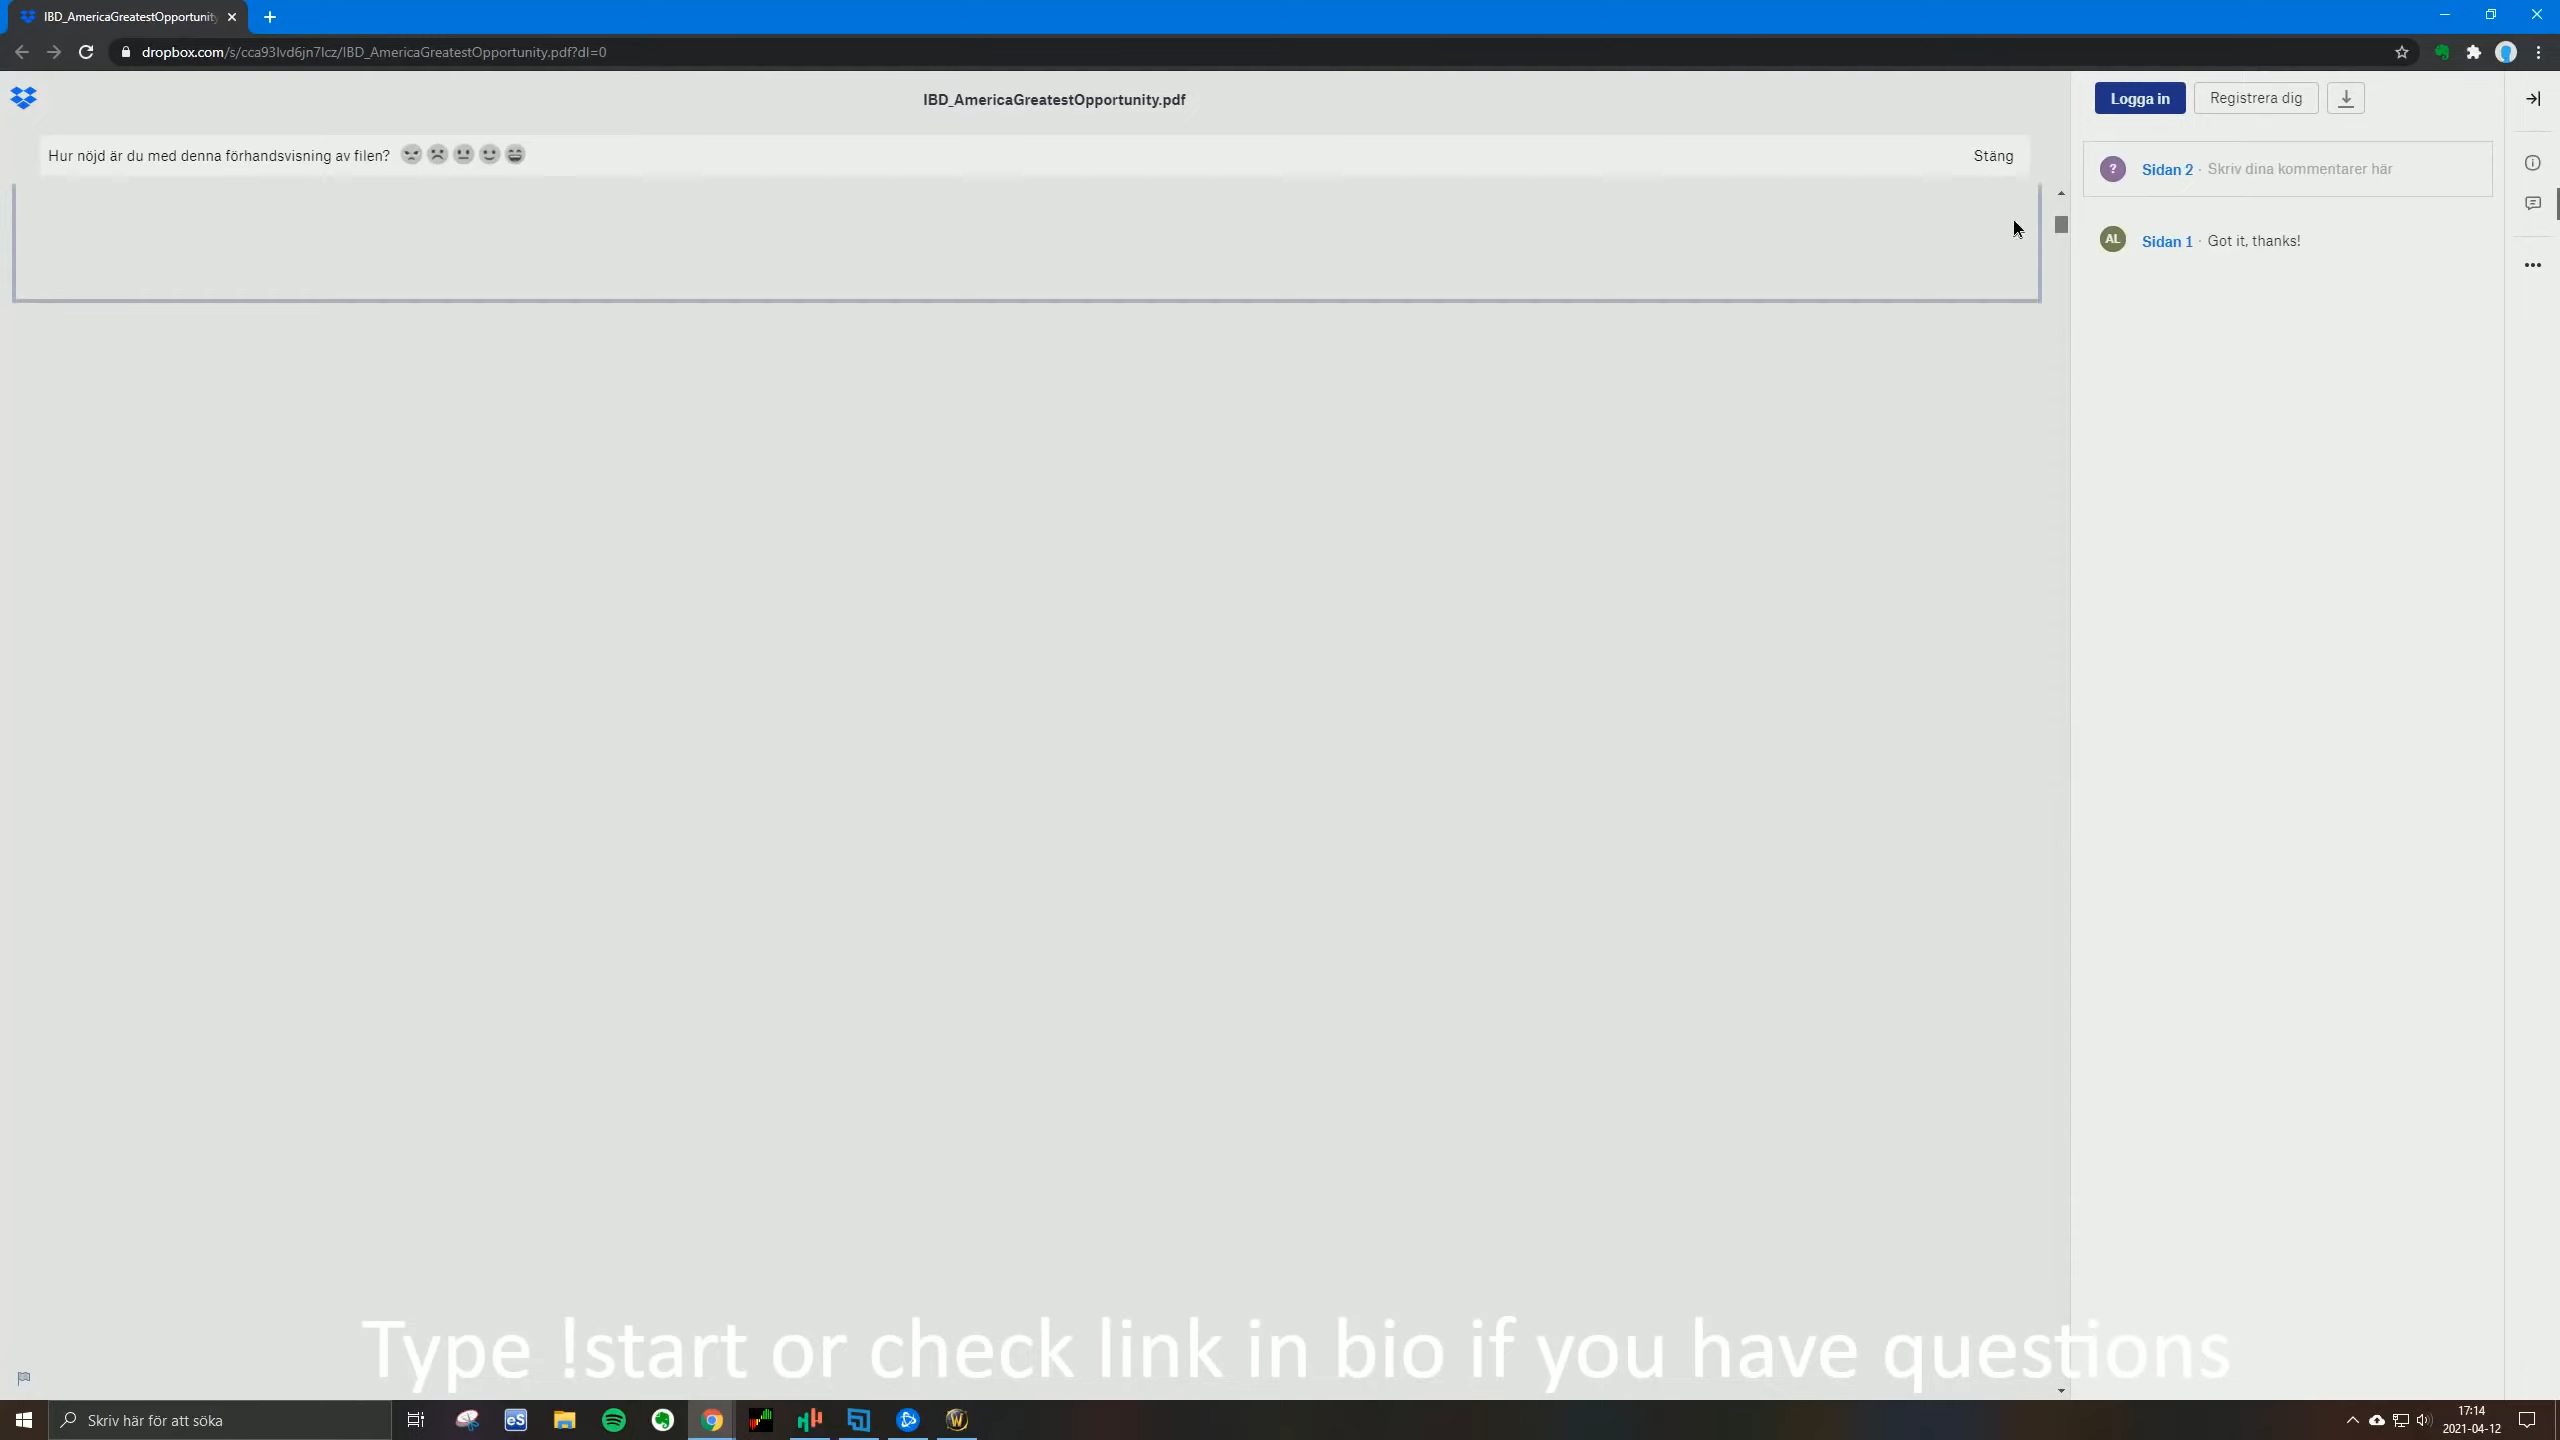 IBD_AmericaGreatestOpportunity
dropbox.com/s/cca93lvd6jn7lcz/IBD_AmericaGreatestOpportunity.pdf?dl=0
IBD_AmericaGreatestOpportunity.pdf
Logga in
Registrera dig
Hur nöjd är du med denna förhandsvisning av filen?
Stäng
? Sidan 2 · Skriv dina kommentarer här
AL Sidan 1 · Got it, thanks!
Type !start or check link in bio if you have questions
Skriv här för att söka
eS
W
17:14
2021-04-12